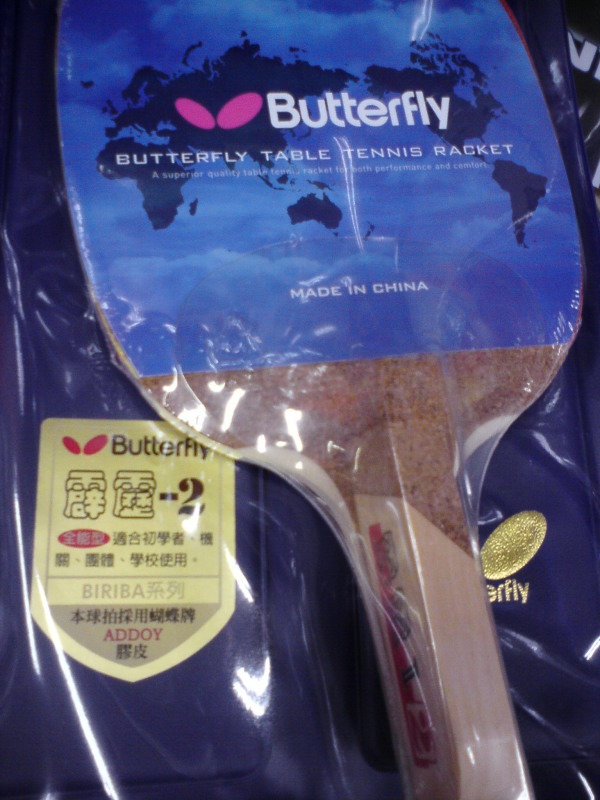 Butterfly
BUTTERFLY TABLE TENNIS RACKET
A superior quality table tennis racket for both performance and comfort.
MADE IN CHINA
Butterfly
霹靂-2
全能型 適合初學者、機
關、團體、學校使用。
BIRIBA系列
本球拍採用蝴蝶牌
ADDOY
膠皮
erfly